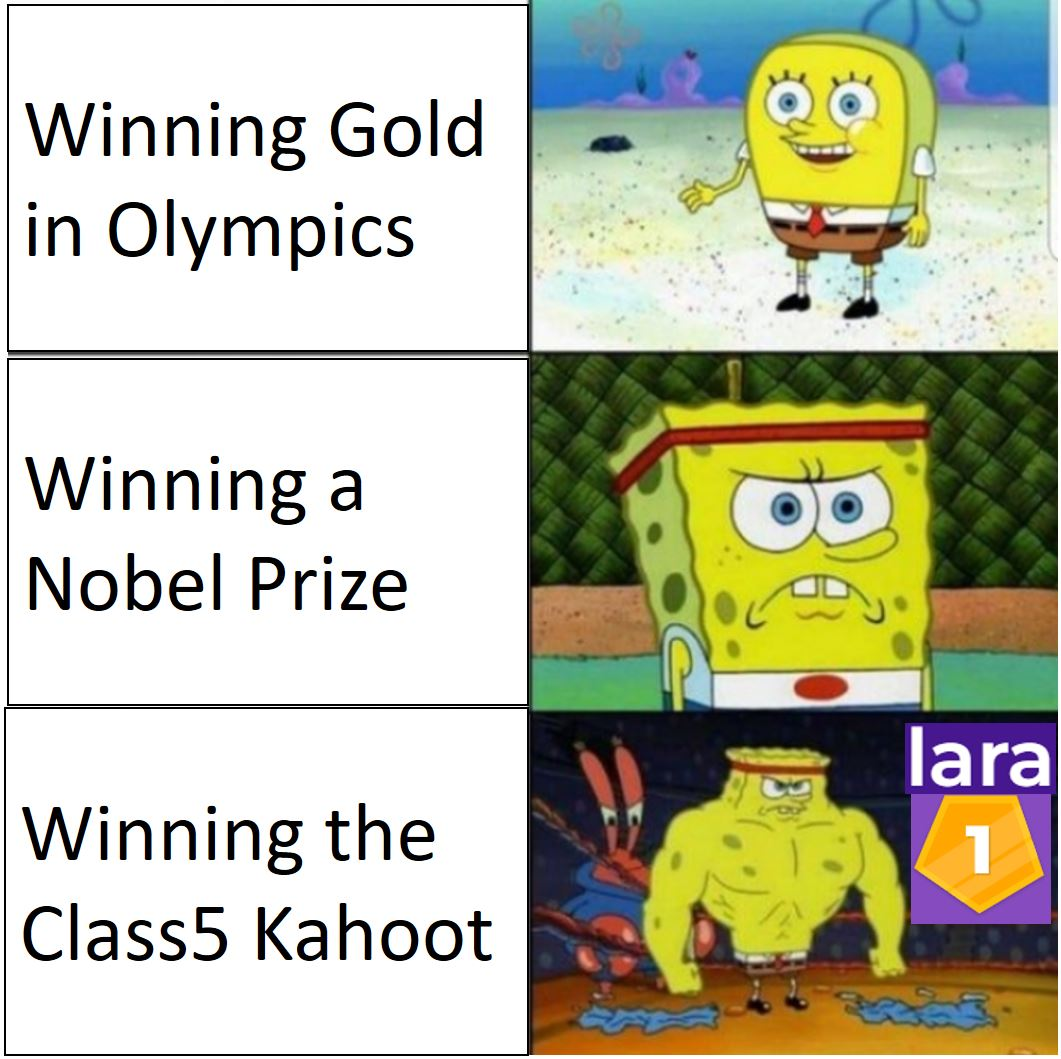 Winning Gold
in Olympics
Winning a
Nobel Prize
Winning the
Class5 Kahoot
lara
1